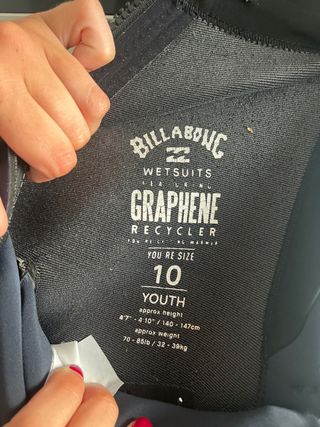 BILLABONG
WETSUITS
GRAPHENE
RECYCLER
YOU'RE SIZE
10
YOUTH
approx height
4'7" - 4'10" / 140 - 147cm
approx weight
70 - 85lb / 32 - 39kg